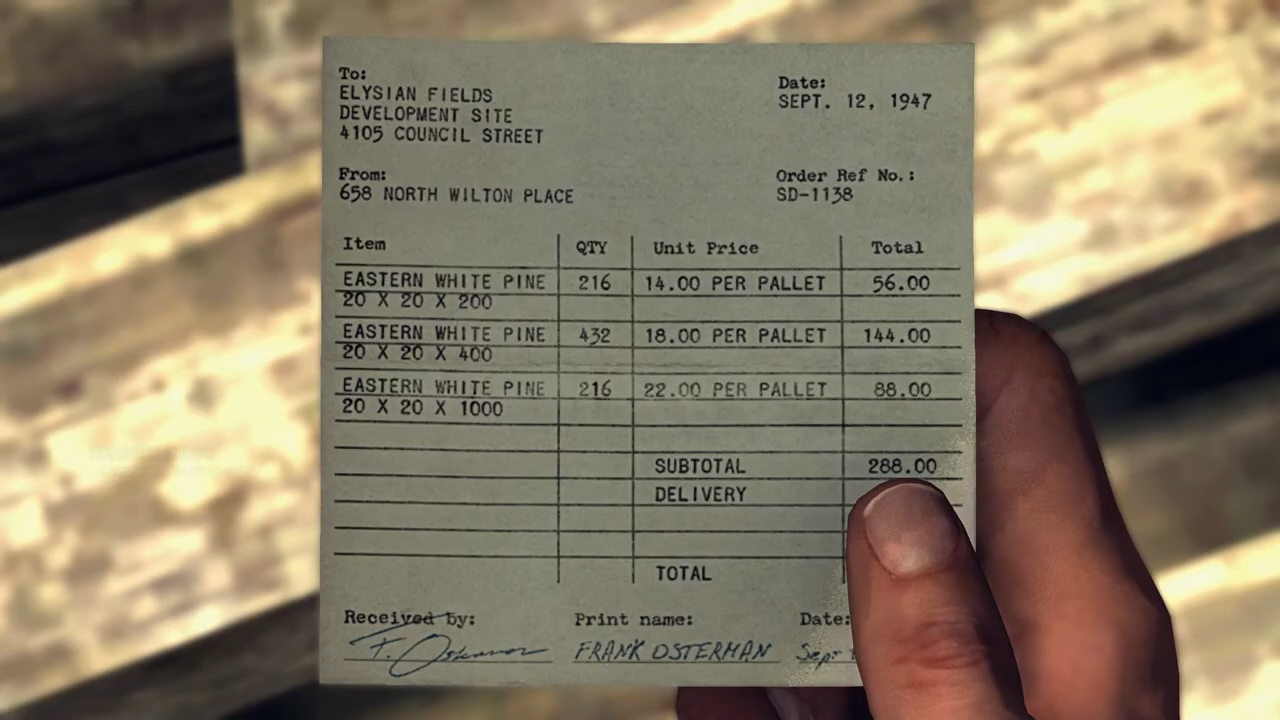 To:
ELYSIAN FIELDS
DEVELOPMENT SITE
4105 COUNCIL STREET
Date:
SEPT. 12, 1947
From:
658 NORTH WILTON PLACE
Order Ref No.:
SD-1138
Item QTY Unit Price Total
EASTERN WHITE PINE 216 14.00 PER PALLET 56.00
20 X 20 X 200
EASTERN WHITE PINE 432 18.00 PER PALLET 144.00
20 X 20 X 400
EASTERN WHITE PINE 216 22.00 PER PALLET 88.00
20 X 20 X 1000
SUBTOTAL 288.00
DELIVERY
TOTAL
Received by: Print name: Date:
FRANK OSTERMAN Sept